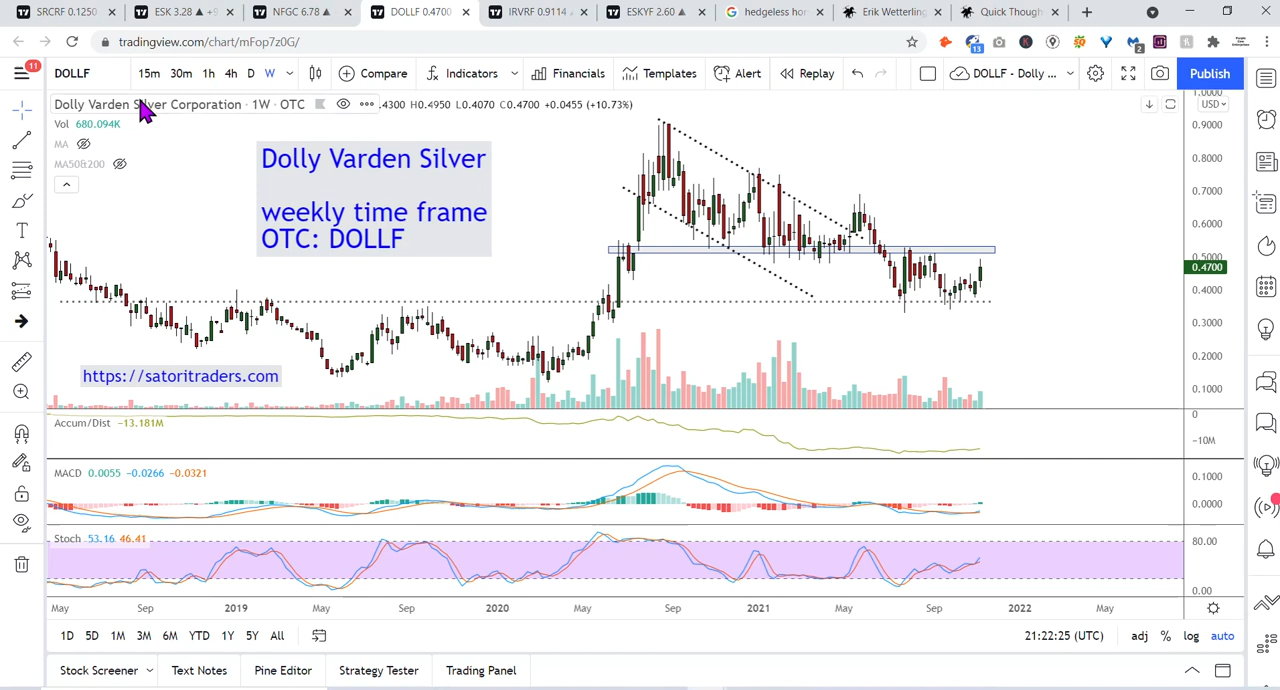 SRCRF 0.1250
ESK 3.28 ▲ +9
NFGC 6.78 ▲
DOLLF 0.4700
IRVRF 0.9114
ESKYF 2.60 ▲
hedgeless hor
Erik Wetterling
Quick Though
tradingview.com/chart/mFop7z0G/
13
2
11
DOLLF
15m 30m 1h 4h D W
Compare
Indicators
Financials
Templates
Alert
Replay
DOLLF - Dolly ...
Publish
Dolly Varden Silver Corporation · 1W · OTC
.4300 H0.4950 L0.4070 C0.4700 +0.0455 (+10.73%)
USD
Vol 680.094K
MA
MA50&200
Dolly Varden Silver
weekly time frame
OTC: DOLLF
https://satoritraders.com
1.0000
0.9000
0.8000
0.7000
0.6000
0.5000
0.4700
0.4000
0.3000
0.2000
0.1000
Accum/Dist −13.181M
0
−10M
MACD 0.0055 −0.0266 −0.0321
0.1000
0.0000
Stoch 53.16 46.41
80.00
0.00
May Sep 2019 May Sep 2020 May Sep 2021 May Sep 2022 May
1D 5D 1M 3M 6M YTD 1Y 5Y All
21:22:25 (UTC) adj % log auto
Stock Screener Text Notes Pine Editor Strategy Tester Trading Panel